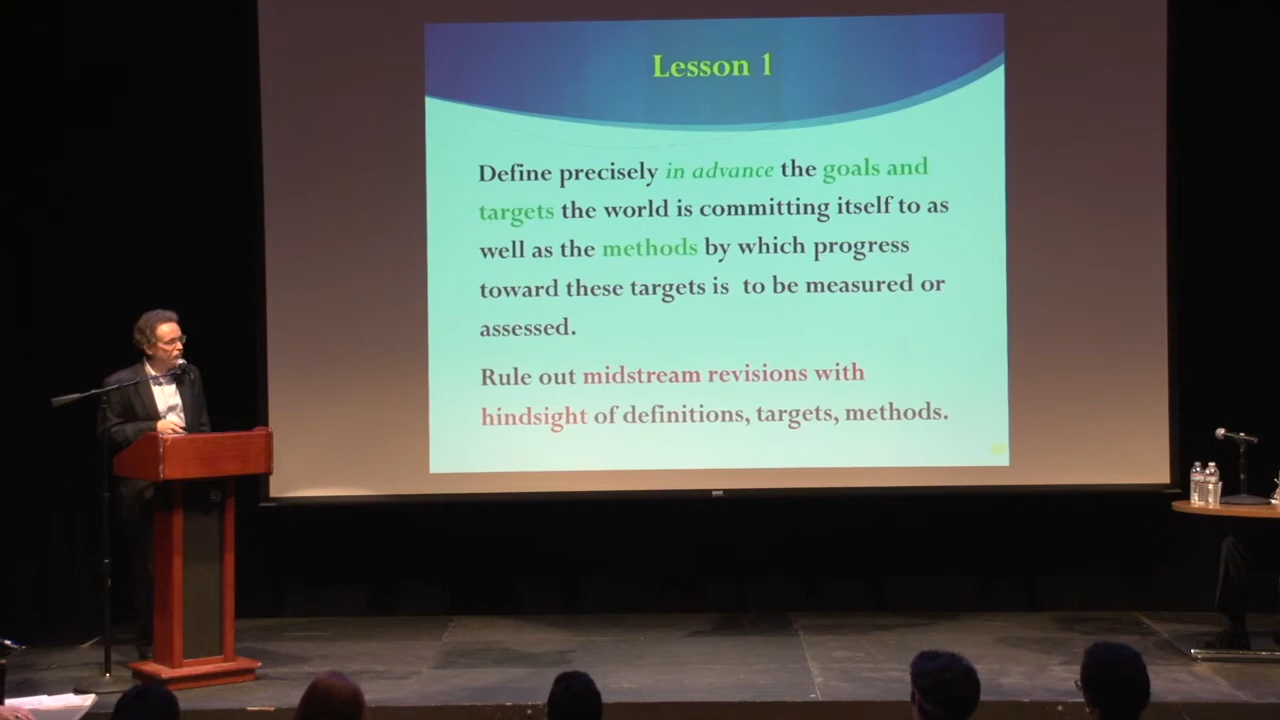 Lesson 1
Define precisely in advance the goals and
targets the world is committing itself to as
well as the methods by which progress
toward these targets is to be measured or
assessed.
Rule out midstream revisions with
hindsight of definitions, targets, methods.